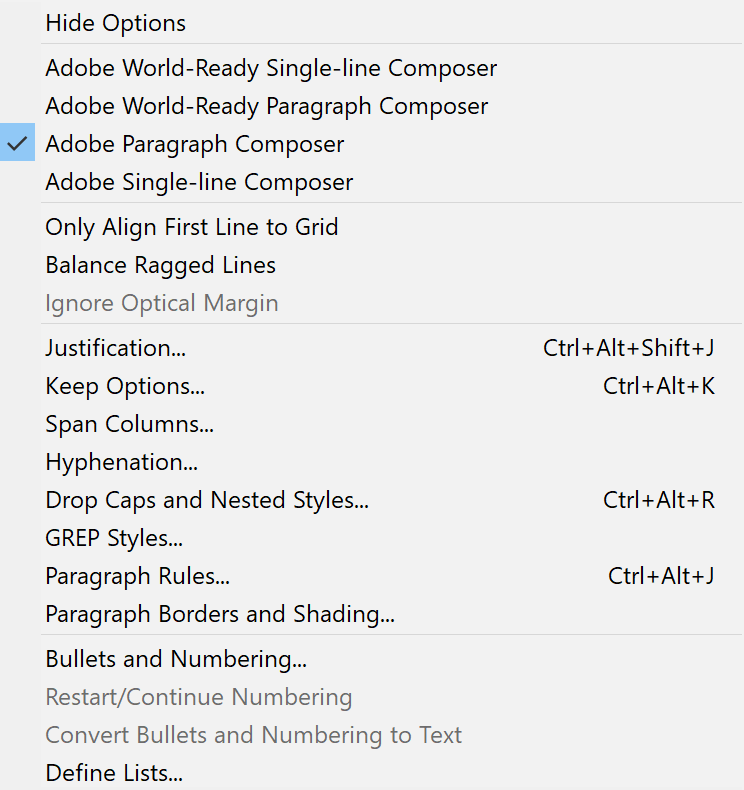 Hide Options
Adobe World-Ready Single-line Composer
Adobe World-Ready Paragraph Composer
Adobe Paragraph Composer
Adobe Single-line Composer
Only Align First Line to Grid
Balance Ragged Lines
Ignore Optical Margin
Justification... Ctrl+Alt+Shift+J
Keep Options... Ctrl+Alt+K
Span Columns...
Hyphenation...
Drop Caps and Nested Styles... Ctrl+Alt+R
GREP Styles...
Paragraph Rules... Ctrl+Alt+J
Paragraph Borders and Shading...
Bullets and Numbering...
Restart/Continue Numbering
Convert Bullets and Numbering to Text
Define Lists...